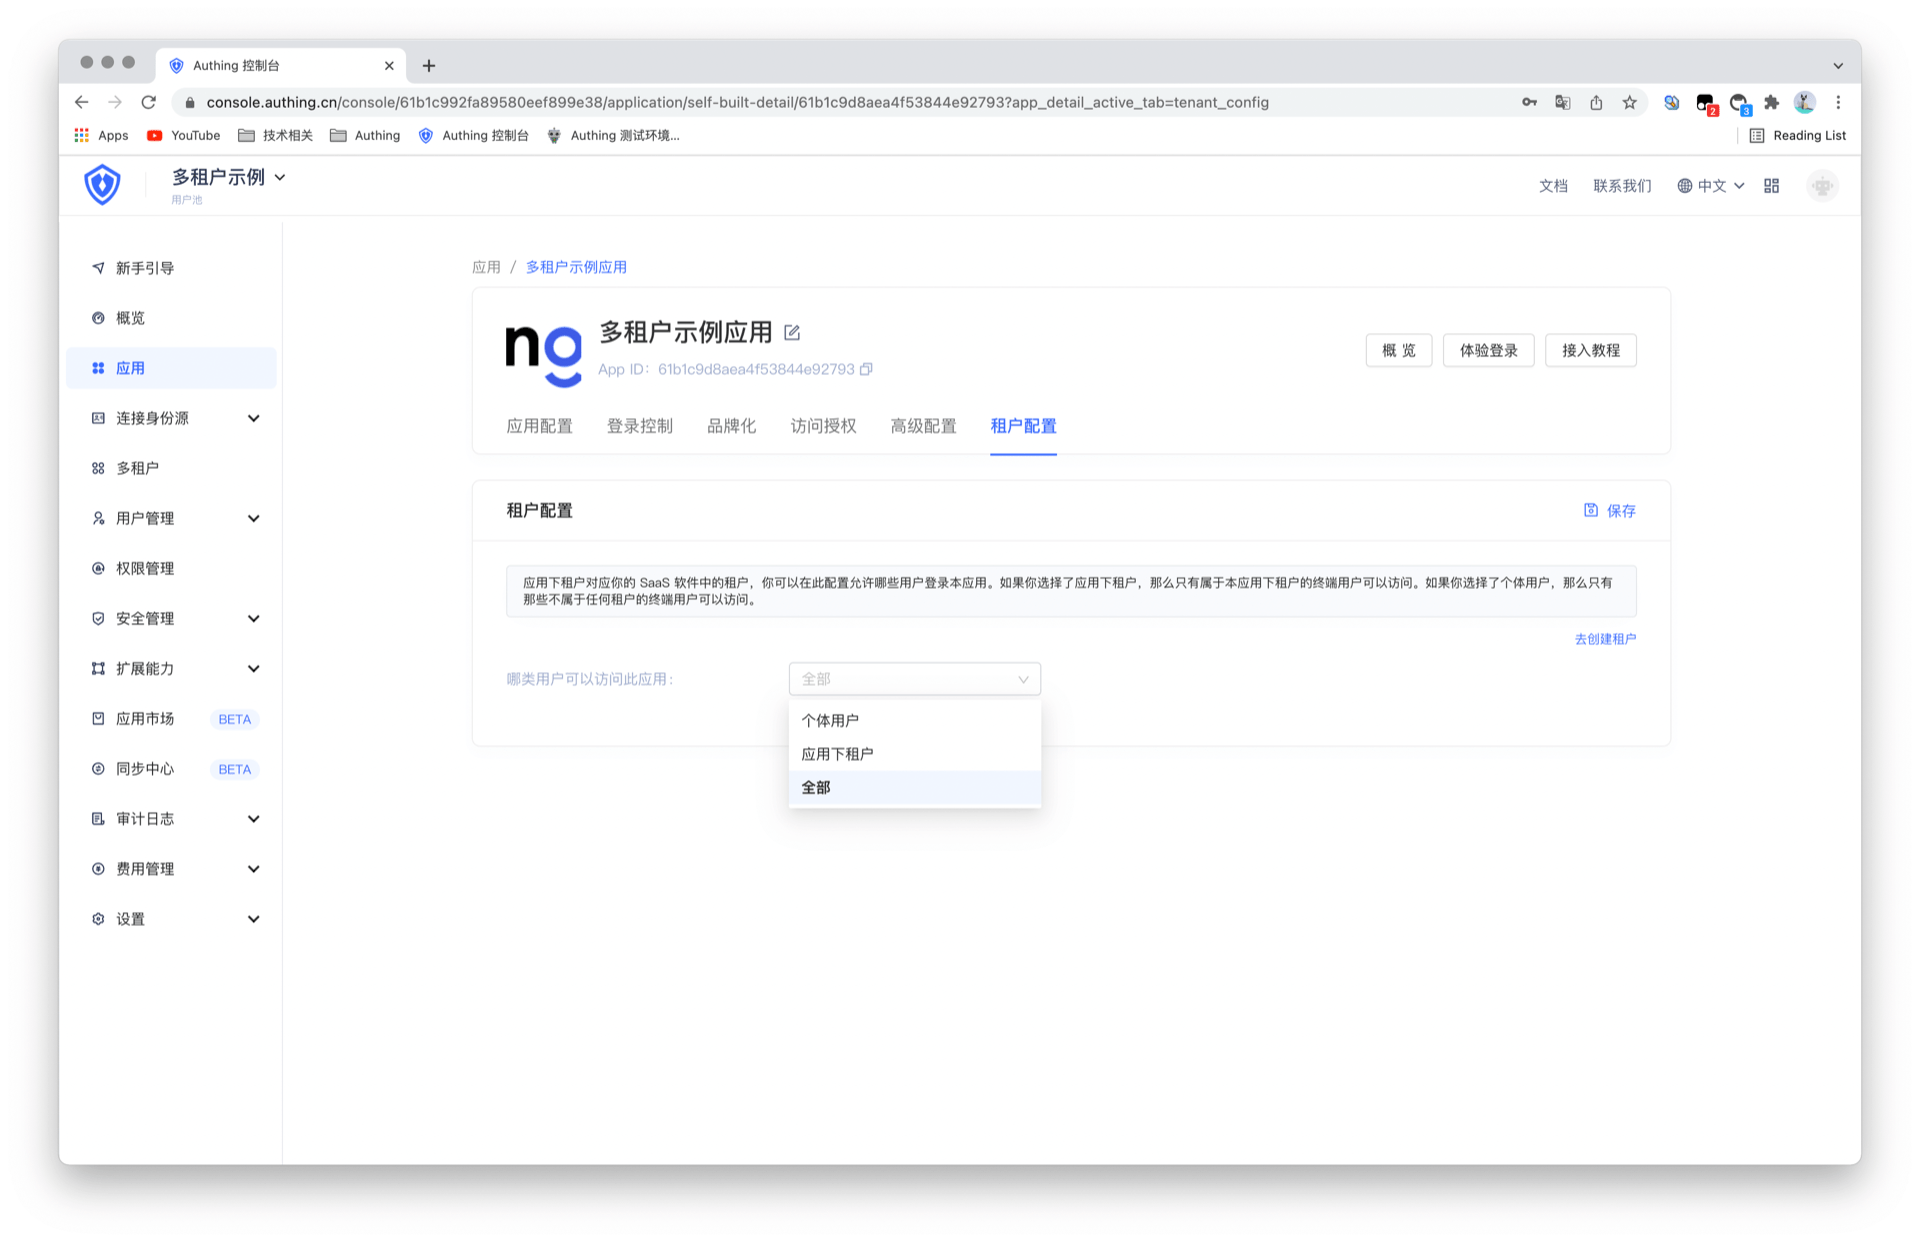 Authing 控制台
console.authing.cn/console/61b1c992fa89580eef899e38/application/self-built-detail/61b1c9d8aea4f53844e92793?app_detail_active_tab=tenant_config
2
3
Apps
YouTube
技术相关
Authing
Authing 控制台
Authing 测试环境...
Reading List
多租户示例
用户池
文档
联系我们
中文
新手引导
概览
应用
连接身份源
多租户
用户管理
权限管理
安全管理
扩展能力
应用市场 BETA
同步中心 BETA
审计日志
费用管理
设置
应用 / 多租户示例应用
ng
多租户示例应用
App ID：61b1c9d8aea4f53844e92793
概 览
体验登录
接入教程
应用配置
登录控制
品牌化
访问授权
高级配置
租户配置
租户配置
保存
应用下租户对应你的 SaaS 软件中的租户，你可以在此配置允许哪些用户登录本应用。如果你选择了应用下租户，那么只有属于本应用下租户的终端用户可以访问。如果你选择了个体用户，那么只有
那些不属于任何租户的终端用户可以访问。
去创建租户
哪类用户可以访问此应用：
全部
个体用户
应用下租户
全部